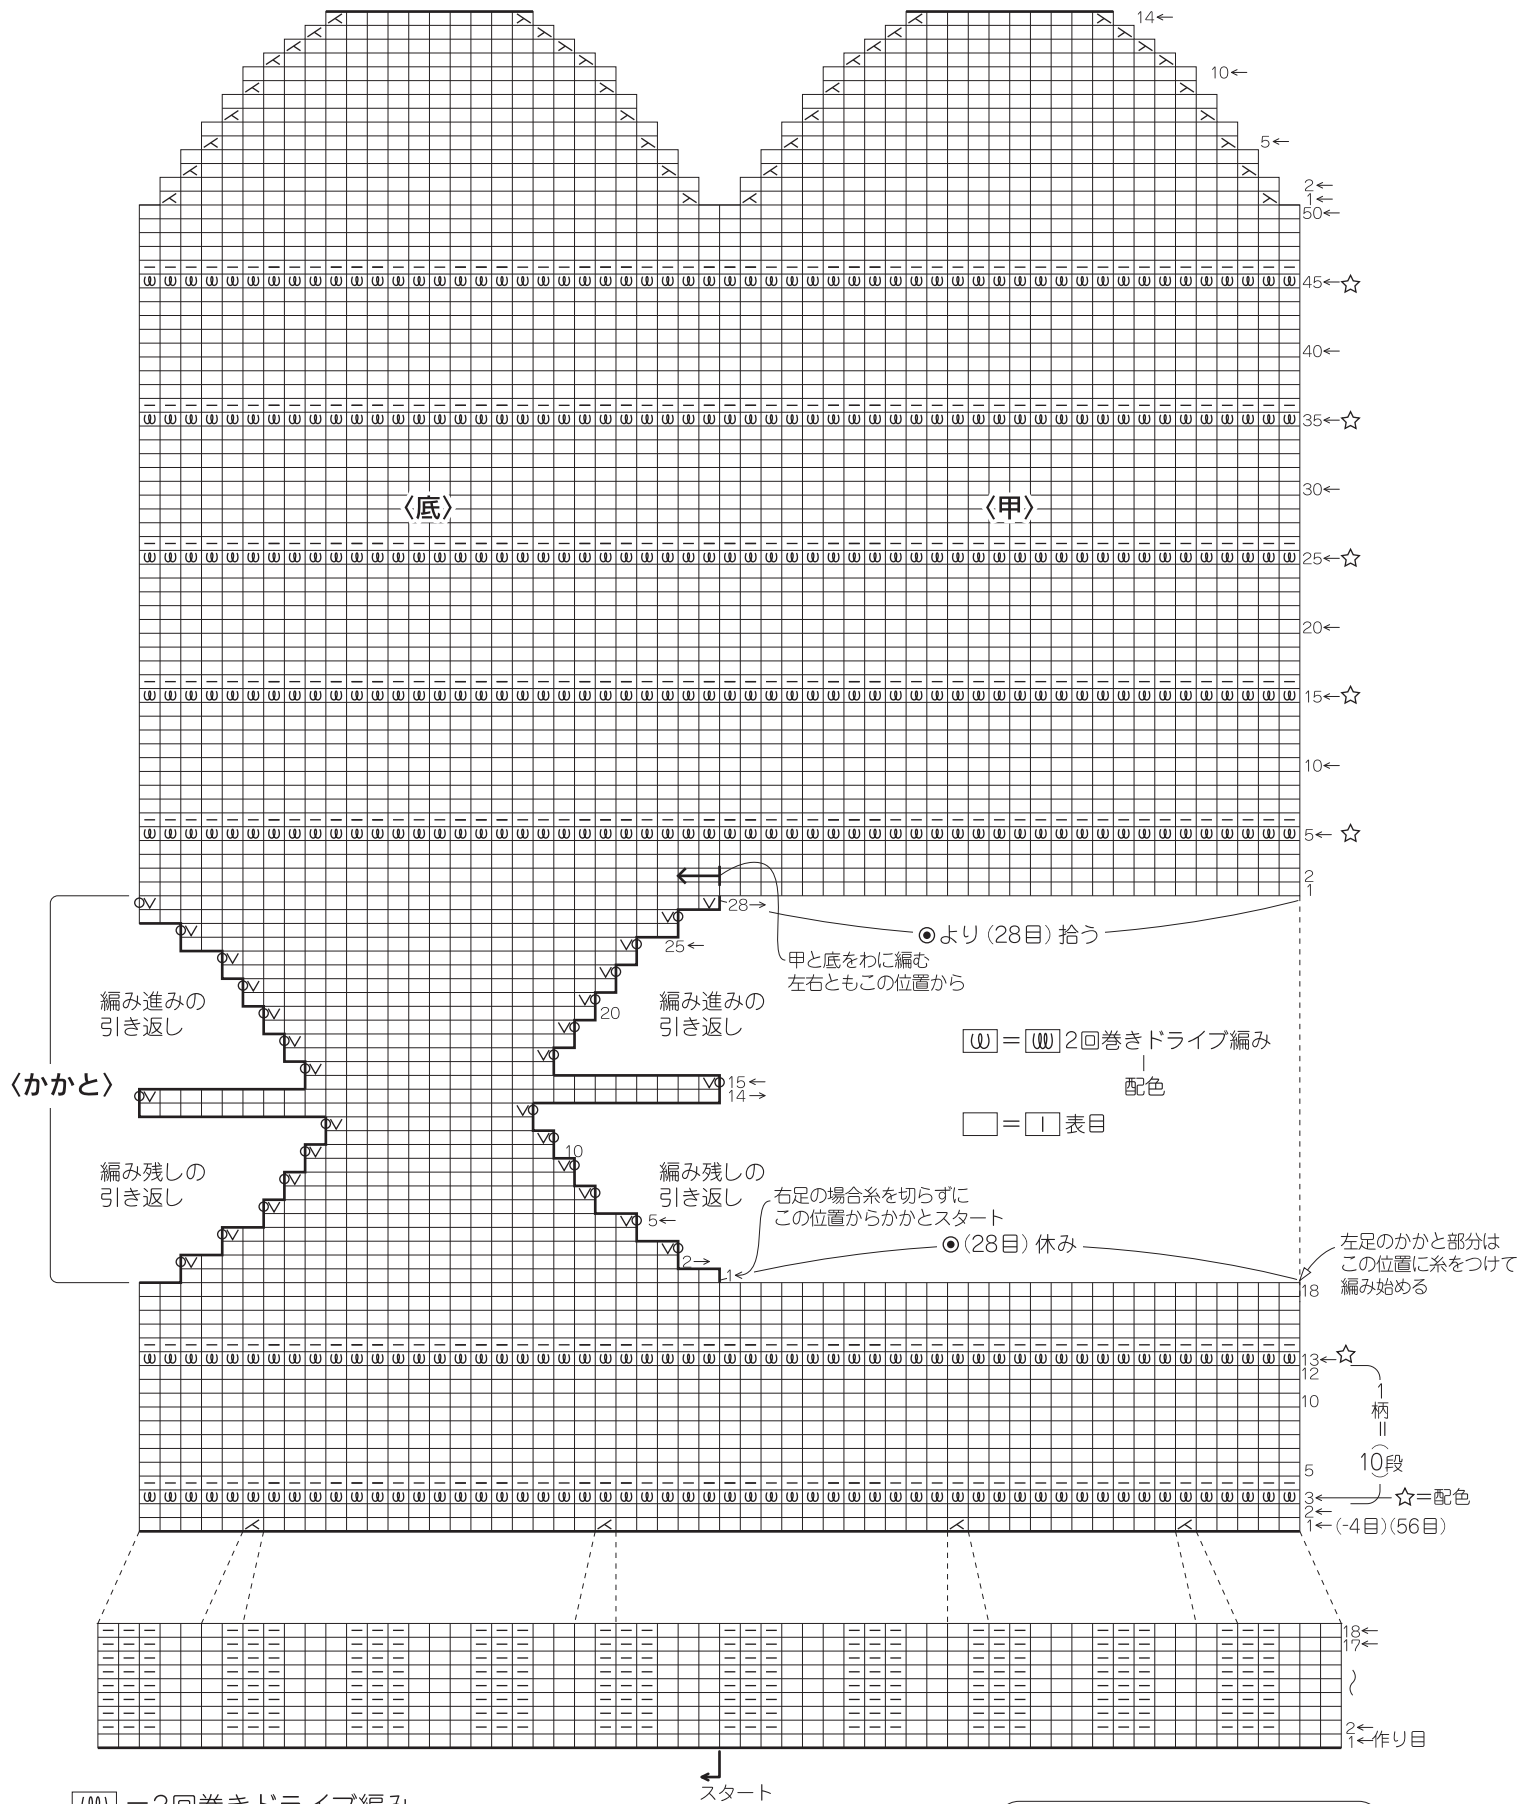 14←
10←
5←
2←
1←
50←
45←☆
40←
35←☆
30←
〈底〉
〈甲〉
25←☆
20←
15←☆
10←
5←☆
2
1
28→
◉より(28目)拾う
25←
甲と底をわに編む
左右ともこの位置から
編み進みの
引き返し
20
編み進みの
引き返し
=2回巻きドライブ編み
配色
〈かかと〉
15←
14→
=表目
10
編み残しの
引き返し
編み残しの
引き返し
右足の場合糸を切らずに
この位置からかかとスタート
5←
◉(28目)休み
2→
1←
左足のかかと部分は
この位置に糸をつけて
編み始める
18
13←☆
12
10
1柄=(10段)
5
3← ☆=配色
2←
1←(-4目)(56目)
18←
17←
2←
1←作り目
スタート
=2回巻きドライブ編み